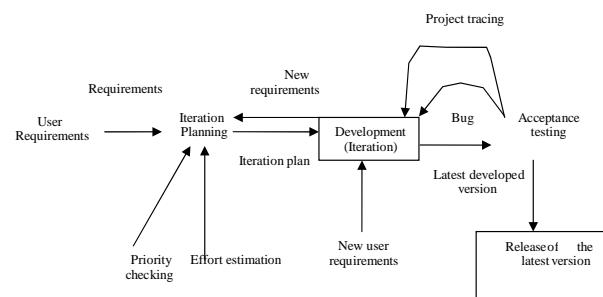 Project tracing
Requirements
New
requirements
User
Requirements
Iteration
Planning
Development
(Iteration)
Bug
Acceptance
testing
Iteration plan
Latest developed
version
Priority
checking
Effort estimation
New user
requirements
Release of the
latest version